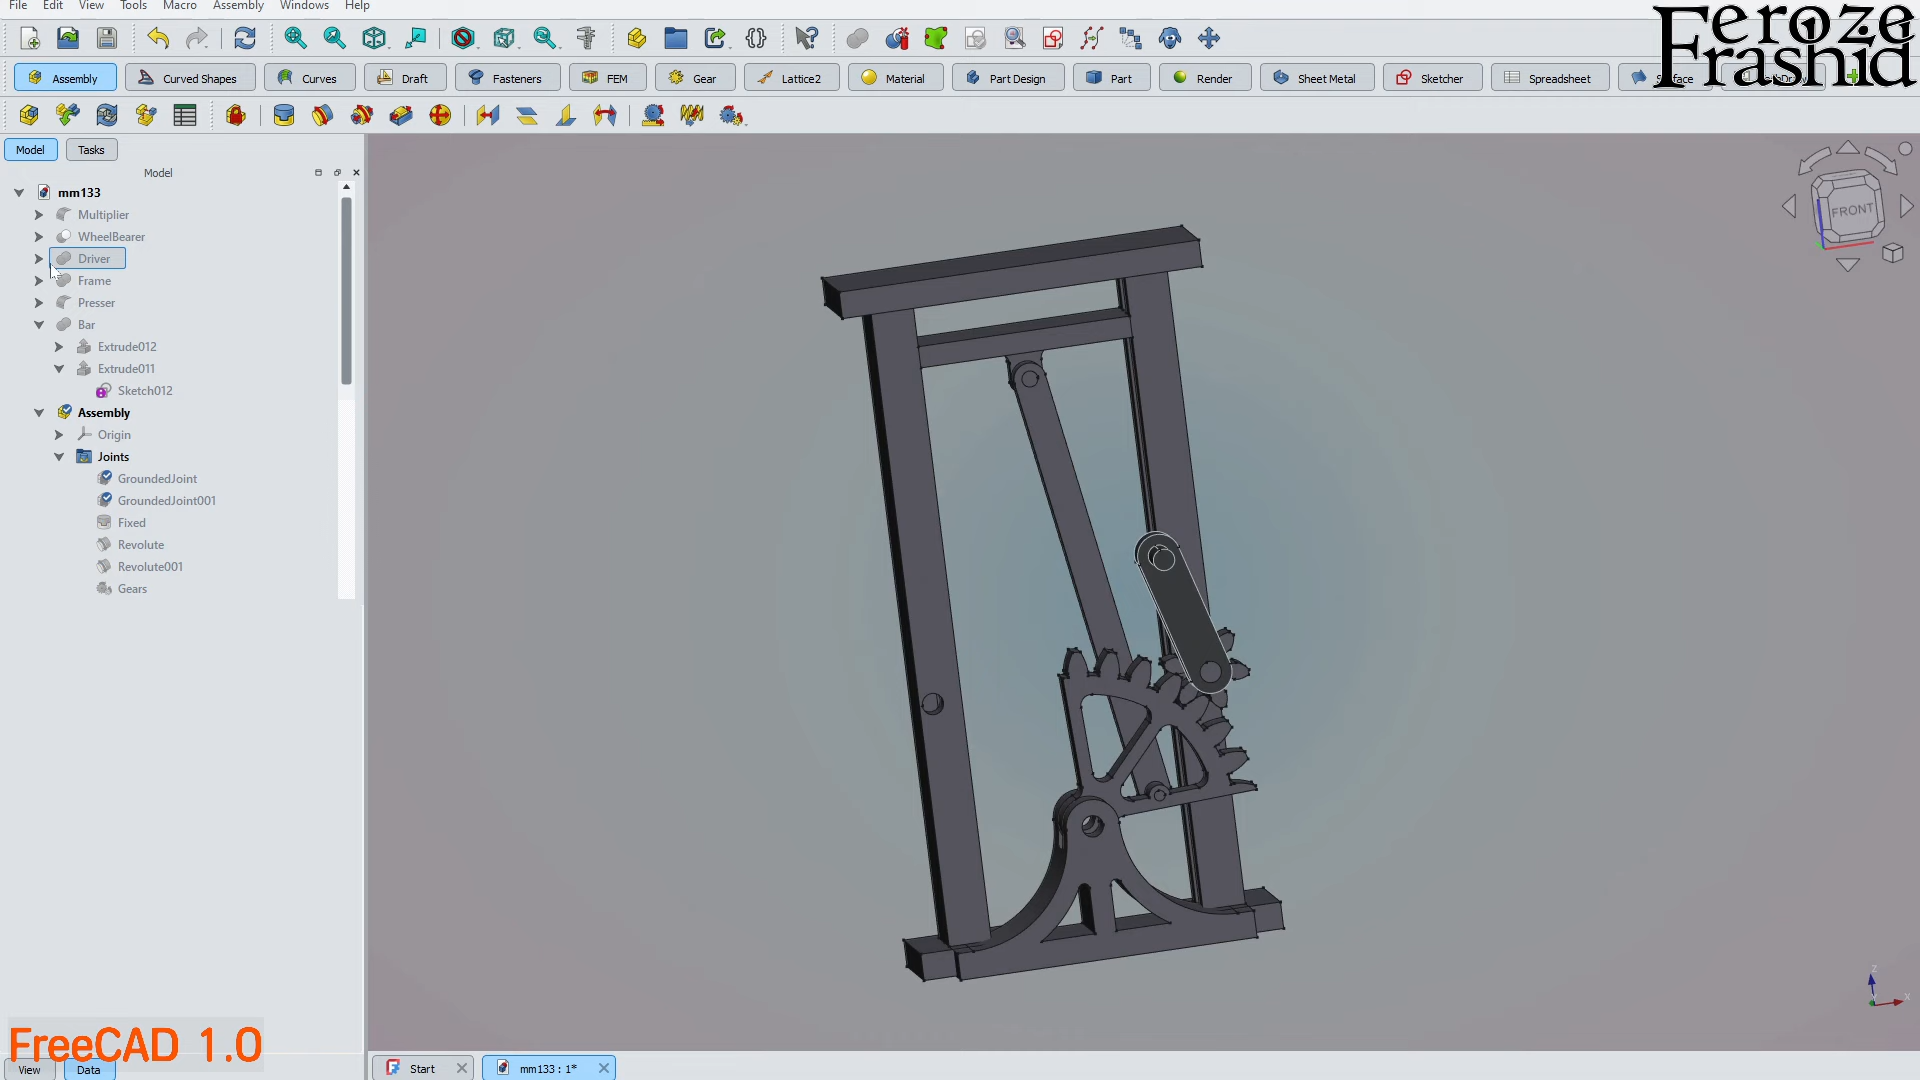 File Edit View Tools Macro Assembly Windows Help
Feroze
Frashid
Assembly Curved Shapes Curves Draft Fasteners FEM Gear Lattice2 Material Part Design Part Render Sheet Metal Sketcher Spreadsheet
Model Tasks
Model
mm133
Multiplier
WheelBearer
Driver
Frame
Presser
Bar
Extrude012
Extrude011
Sketch012
Assembly
Origin
Joints
GroundedJoint
GroundedJoint001
Fixed
Revolute
Revolute001
Gears
FRONT
Z
X
FreeCAD 1.0
View Data
Start mm133 : 1*